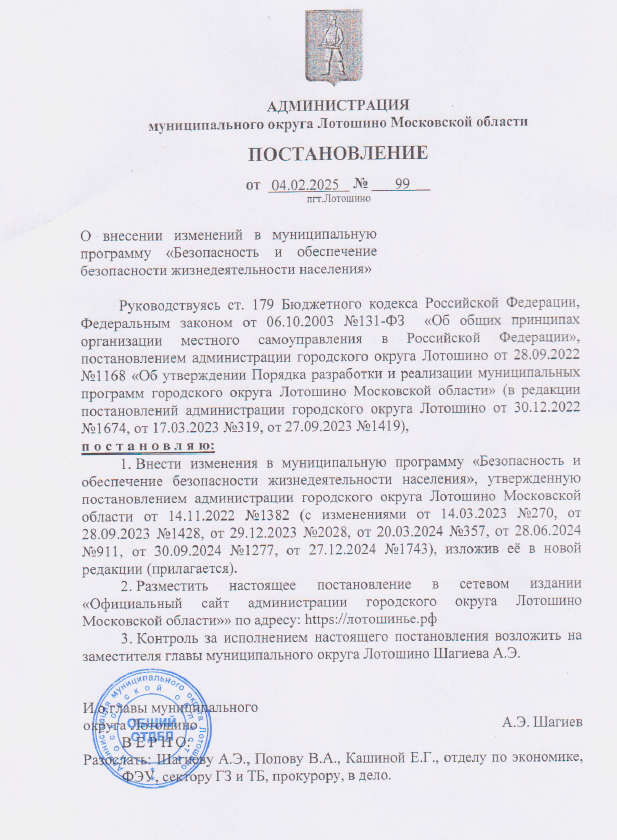 АДМИНИСТРАЦИЯ
муниципального округа Лотошино Московской области
ПОСТАНОВЛЕНИЕ
от 04.02.2025 № 99
пгт.Лотошино
О внесении изменений в муниципальную
программу «Безопасность и обеспечение
безопасности жизнедеятельности населения»
Руководствуясь ст. 179 Бюджетного кодекса Российской Федерации,
Федеральным законом от 06.10.2003 №131-ФЗ «Об общих принципах
организации местного самоуправления в Российской Федерации»,
постановлением администрации городского округа Лотошино от 28.09.2022
№1168 «Об утверждении Порядка разработки и реализации муниципальных
программ городского округа Лотошино Московской области» (в редакции
постановлений администрации городского округа Лотошино от 30.12.2022
№1674, от 17.03.2023 №319, от 27.09.2023 №1419),
п о с т а н о в л я ю:
1. Внести изменения в муниципальную программу «Безопасность и
обеспечение безопасности жизнедеятельности населения», утвержденную
постановлением администрации городского округа Лотошино Московской
области от 14.11.2022 №1382 (с изменениями от 14.03.2023 №270, от
28.09.2023 №1428, от 29.12.2023 №2028, от 20.03.2024 №357, от 28.06.2024
№911, от 30.09.2024 №1277, от 27.12.2024 №1743), изложив её в новой
редакции (прилагается).
2. Разместить настоящее постановление в сетевом издании
«Официальный сайт администрации городского округа Лотошино
Московской области»» по адресу: https://лотошинье.рф
3. Контроль за исполнением настоящего постановления возложить на
заместителя главы муниципального округа Лотошино Шагиева А.Э.
И.о.главы муниципального
округа Лотошино А.Э. Шагиев
ВЕРНО:
Разослать: Шагиеву А.Э., Попову В.А., Кашиной Е.Г., отделу по экономике,
ФЭУ, сектору ГЗ и ТБ, прокурору, в дело.
Администрация муниципального округа Лотошино
Московской области
ОБЩИЙ
ОТДЕЛ